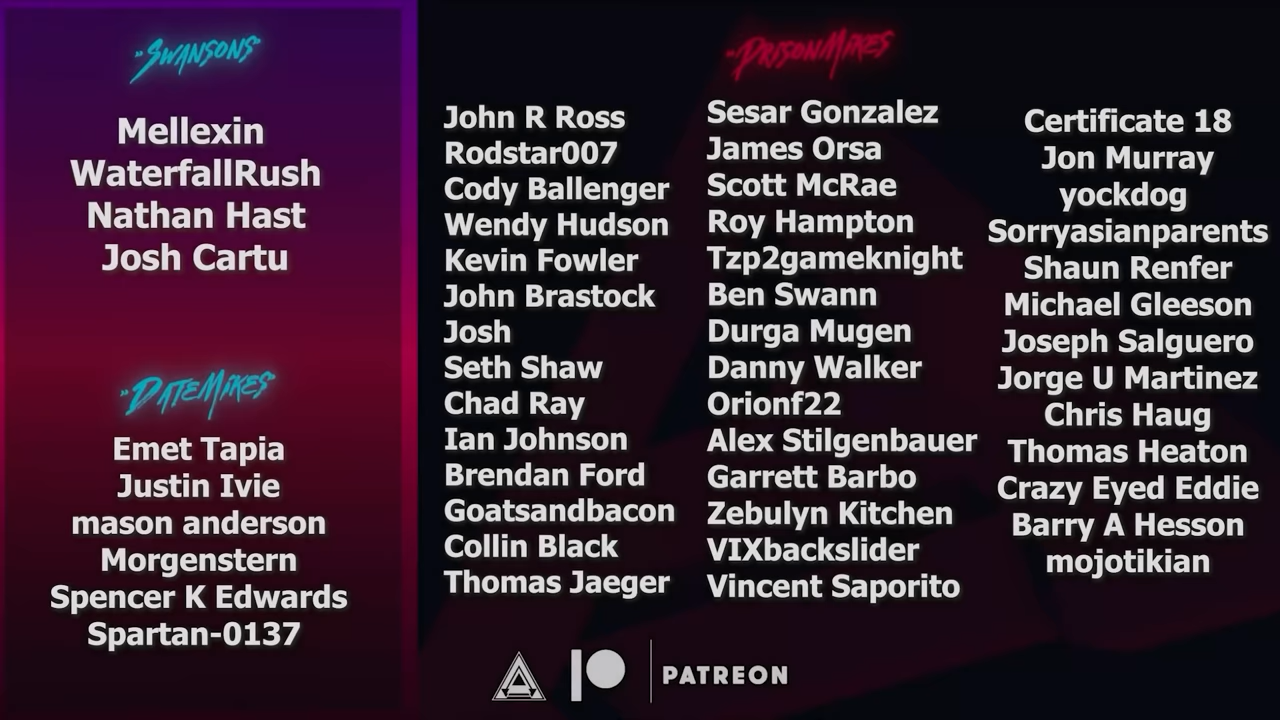 "Swansons"
Mellexin
WaterfallRush
Nathan Hast
Josh Cartu
"DateMikes"
Emet Tapia
Justin Ivie
mason anderson
Morgenstern
Spencer K Edwards
Spartan-0137
"PrisonMikes"
John R Ross
Rodstar007
Cody Ballenger
Wendy Hudson
Kevin Fowler
John Brastock
Josh
Seth Shaw
Chad Ray
Ian Johnson
Brendan Ford
Goatsandbacon
Collin Black
Thomas Jaeger
Sesar Gonzalez
James Orsa
Scott McRae
Roy Hampton
Tzp2gameknight
Ben Swann
Durga Mugen
Danny Walker
Orionf22
Alex Stilgenbauer
Garrett Barbo
Zebulyn Kitchen
VIXbackslider
Vincent Saporito
Certificate 18
Jon Murray
yockdog
Sorryasianparents
Shaun Renfer
Michael Gleeson
Joseph Salguero
Jorge U Martinez
Chris Haug
Thomas Heaton
Crazy Eyed Eddie
Barry A Hesson
mojotikian
PATREON